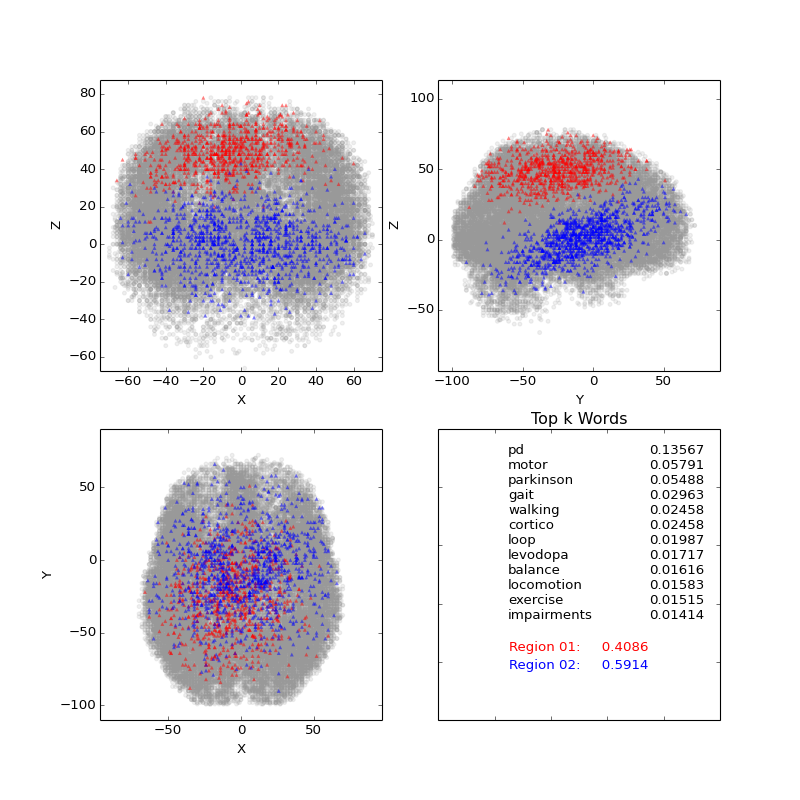 80
60
40
20
0
−20
−40
−60
Z
−60 −40 −20 0 20 40 60
X
100
50
0
−50
Z
−100 −50 0 50
Y
50
0
−50
−100
Y
−50 0 50
X
Top k Words
pd 0.13567
motor 0.05791
parkinson 0.05488
gait 0.02963
walking 0.02458
cortico 0.02458
loop 0.01987
levodopa 0.01717
balance 0.01616
locomotion 0.01583
exercise 0.01515
impairments 0.01414
Region 01: 0.4086
Region 02: 0.5914